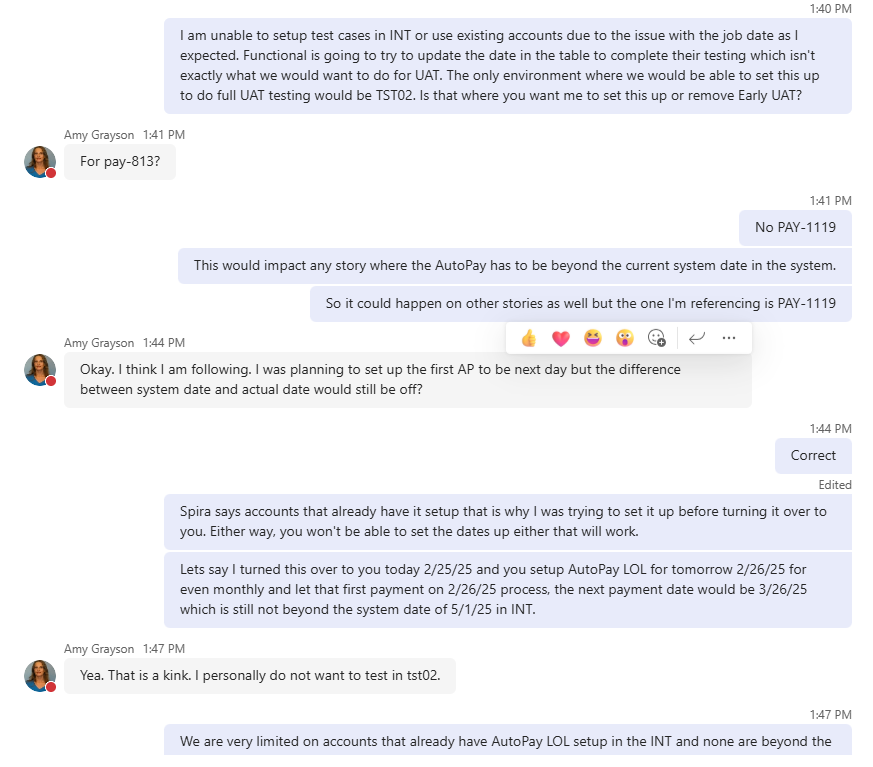 1:40 PM
I am unable to setup test cases in INT or use existing accounts due to the issue with the job date as I
expected. Functional is going to try to update the date in the table to complete their testing which isn't
exactly what we would want to do for UAT. The only environment where we would be able to set this up
to do full UAT testing would be TST02. Is that where you want me to set this up or remove Early UAT?
Amy Grayson 1:41 PM
For pay-813?
1:41 PM
No PAY-1119
This would impact any story where the AutoPay has to be beyond the current system date in the system.
So it could happen on other stories as well but the one I'm referencing is PAY-1119
Amy Grayson 1:44 PM
Okay. I think I am following. I was planning to set up the first AP to be next day but the difference
between system date and actual date would still be off?
1:44 PM
Correct
Edited
Spira says accounts that already have it setup that is why I was trying to set it up before turning it over to
you. Either way, you won't be able to set the dates up either that will work.
Lets say I turned this over to you today 2/25/25 and you setup AutoPay LOL for tomorrow 2/26/25 for
even monthly and let that first payment on 2/26/25 process, the next payment date would be 3/26/25
which is still not beyond the system date of 5/1/25 in INT.
Amy Grayson 1:47 PM
Yea. That is a kink. I personally do not want to test in tst02.
1:47 PM
We are very limited on accounts that already have AutoPay LOL setup in the INT and none are beyond the